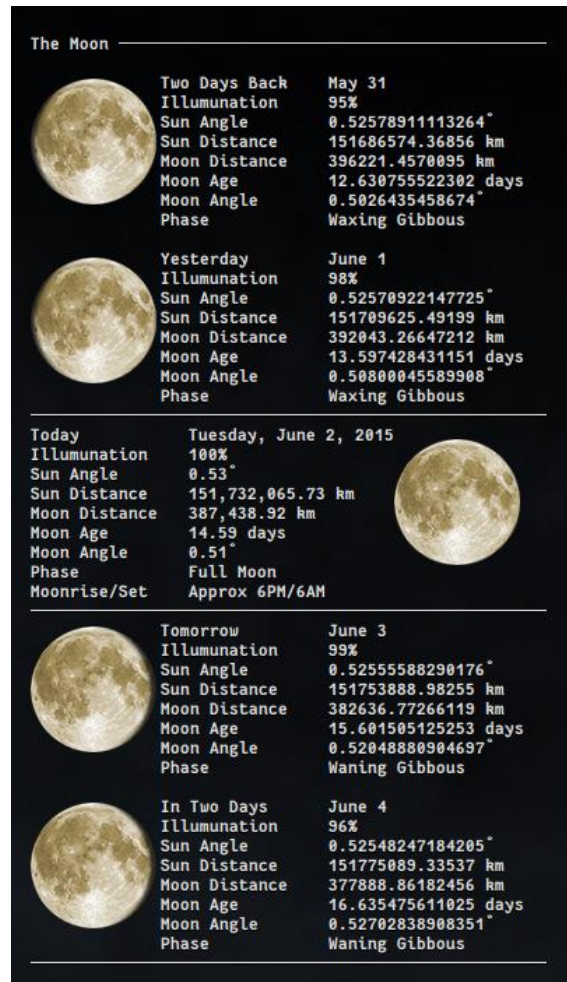 The Moon
Two Days Back May 31
Illumunation 95%
Sun Angle 0.52578911113264°
Sun Distance 151686574.36856 km
Moon Distance 396221.4570095 km
Moon Age 12.630755522302 days
Moon Angle 0.5026435458674°
Phase Waxing Gibbous
Yesterday June 1
Illumunation 98%
Sun Angle 0.52570922147725°
Sun Distance 151709625.49199 km
Moon Distance 392043.26647212 km
Moon Age 13.597428431151 days
Moon Angle 0.50800045589908°
Phase Waxing Gibbous
Today Tuesday, June 2, 2015
Illumunation 100%
Sun Angle 0.53°
Sun Distance 151,732,065.73 km
Moon Distance 387,438.92 km
Moon Age 14.59 days
Moon Angle 0.51°
Phase Full Moon
Moonrise/Set Approx 6PM/6AM
Tomorrow June 3
Illumunation 99%
Sun Angle 0.52555588290176°
Sun Distance 151753888.98255 km
Moon Distance 382636.77266119 km
Moon Age 15.601505125253 days
Moon Angle 0.52048880904697°
Phase Waning Gibbous
In Two Days June 4
Illumunation 96%
Sun Angle 0.52548247184205°
Sun Distance 151775089.33537 km
Moon Distance 377888.86182456 km
Moon Age 16.635475611025 days
Moon Angle 0.52702838908351°
Phase Waning Gibbous